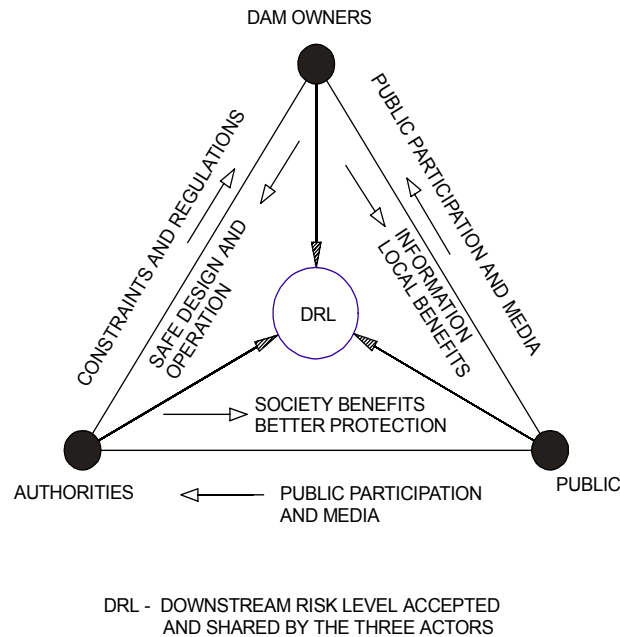 DAM OWNERS
CONSTRAINTS AND REGULATIONS
SAFE DESIGN AND
OPERATION
PUBLIC PARTICIPATION AND MEDIA
INFORMATION
LOCAL BENEFITS
DRL
SOCIETY BENEFITS
BETTER PROTECTION
AUTHORITIES
PUBLIC PARTICIPATION
AND MEDIA
PUBLIC
DRL - DOWNSTREAM RISK LEVEL ACCEPTED
AND SHARED BY THE THREE ACTORS